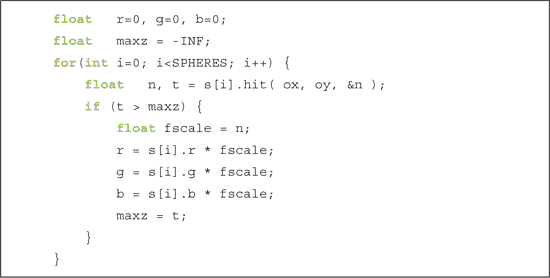 float   r=0, g=0, b=0;
float   maxz = -INF;
for(int i=0; i<SPHERES; i++) {
    float   n, t = s[i].hit( ox, oy, &n );
    if (t > maxz) {
        float fscale = n;
        r = s[i].r * fscale;
        g = s[i].g * fscale;
        b = s[i].b * fscale;
        maxz = t;
    }
}